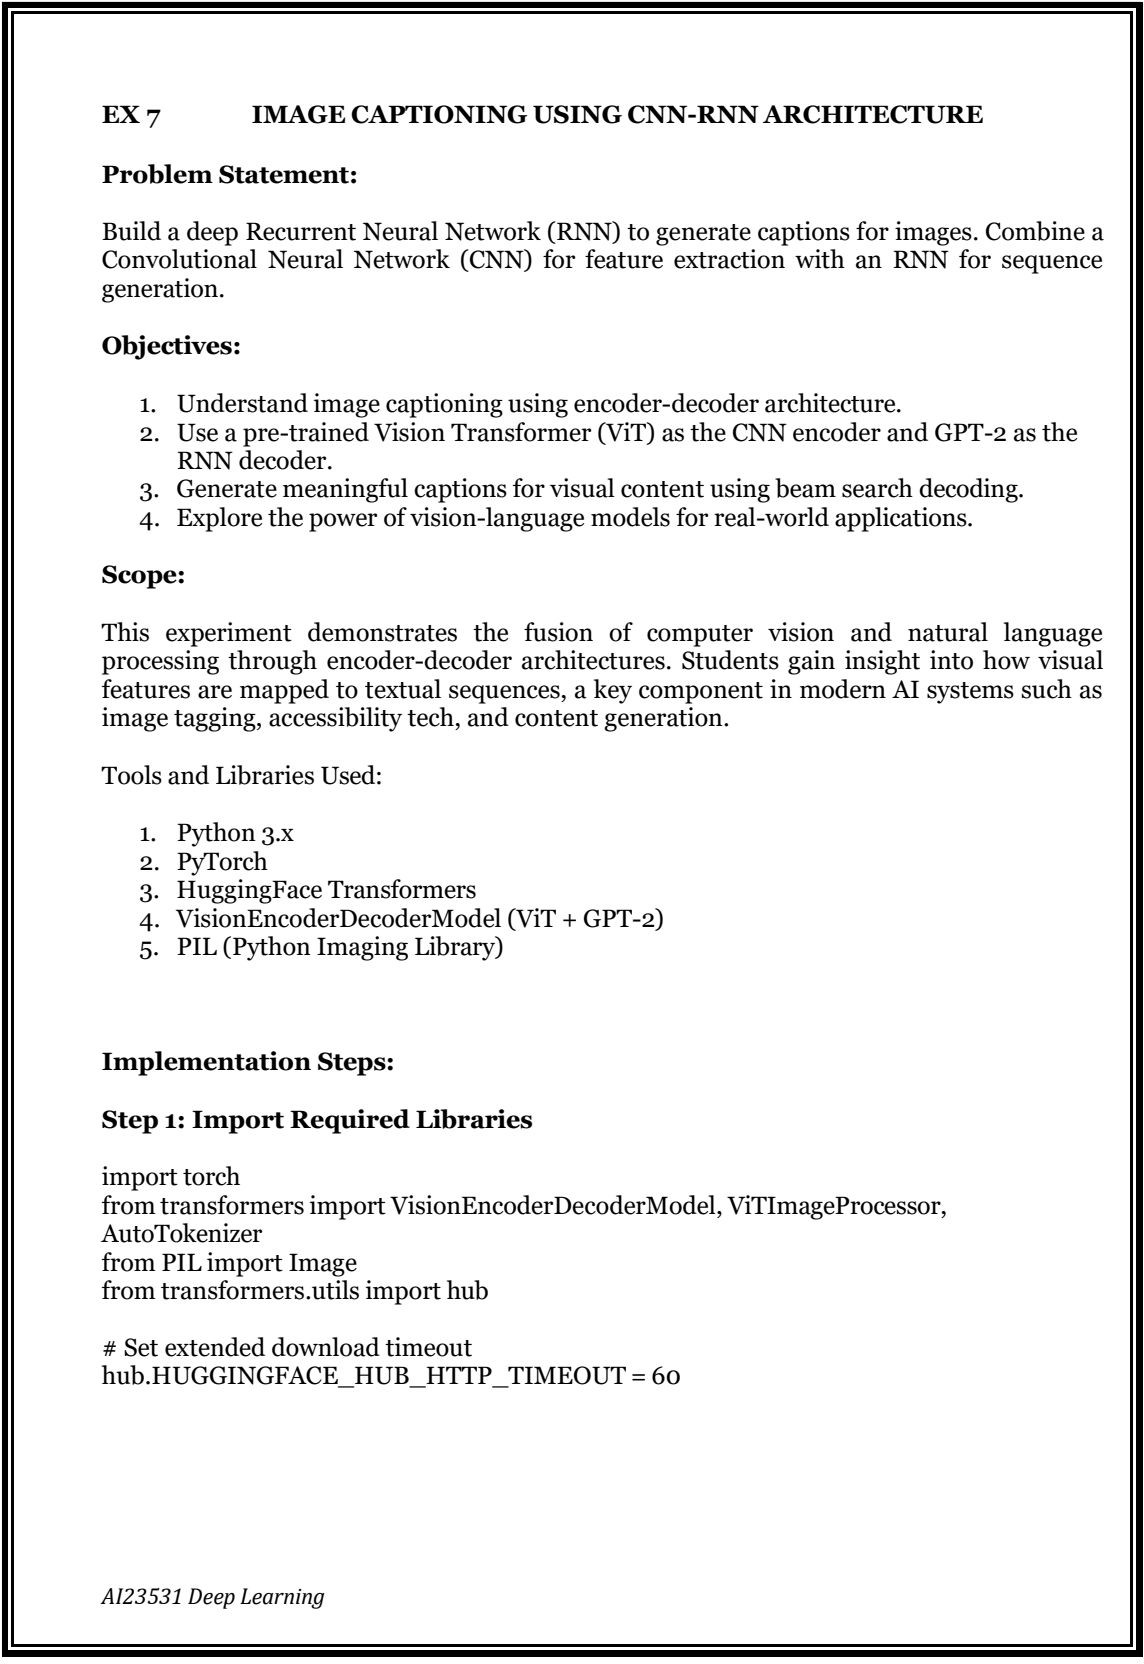 EX 7 IMAGE CAPTIONING USING CNN-RNN ARCHITECTURE
Problem Statement:
Build a deep Recurrent Neural Network (RNN) to generate captions for images. Combine a
Convolutional Neural Network (CNN) for feature extraction with an RNN for sequence
generation.
Objectives:
1. Understand image captioning using encoder-decoder architecture.
2. Use a pre-trained Vision Transformer (ViT) as the CNN encoder and GPT-2 as the
RNN decoder.
3. Generate meaningful captions for visual content using beam search decoding.
4. Explore the power of vision-language models for real-world applications.
Scope:
This experiment demonstrates the fusion of computer vision and natural language
processing through encoder-decoder architectures. Students gain insight into how visual
features are mapped to textual sequences, a key component in modern AI systems such as
image tagging, accessibility tech, and content generation.
Tools and Libraries Used:
1. Python 3.x
2. PyTorch
3. HuggingFace Transformers
4. VisionEncoderDecoderModel (ViT + GPT-2)
5. PIL (Python Imaging Library)
Implementation Steps:
Step 1: Import Required Libraries
import torch
from transformers import VisionEncoderDecoderModel, ViTImageProcessor,
AutoTokenizer
from PIL import Image
from transformers.utils import hub
# Set extended download timeout
hub.HUGGINGFACE_HUB_HTTP_TIMEOUT = 60
AI23531 Deep Learning